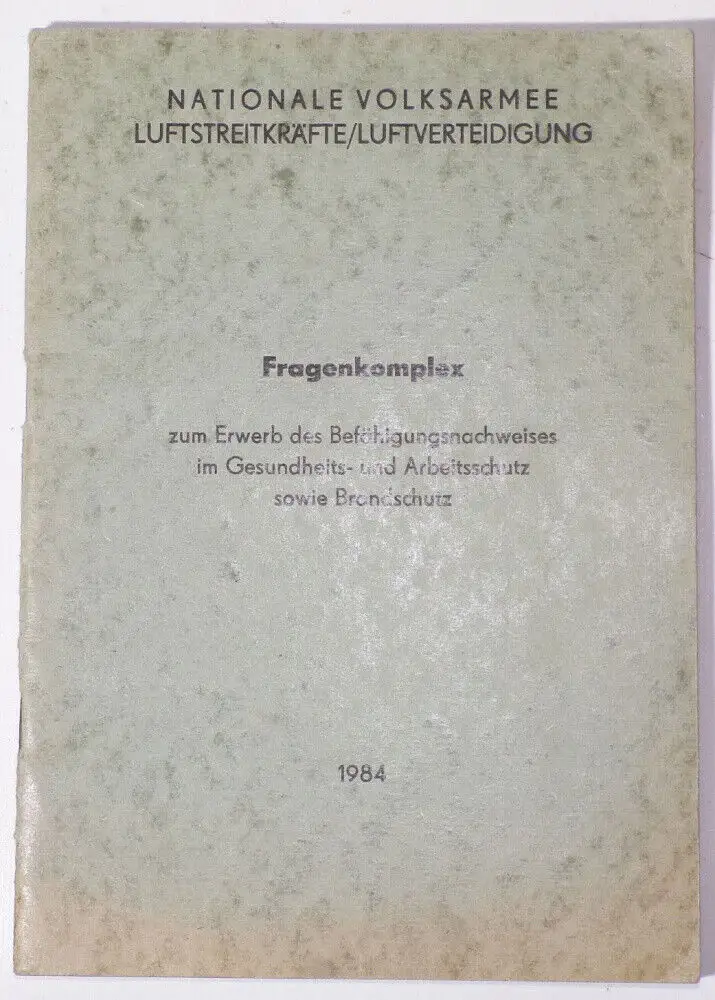 NATIONALE VOLKSARMEE
LUFTSTREITKRÄFTE/LUFTVERTEIDIGUNG
Fragenkomplex
zum Erwerb des Befähigungsnachweises
im Gesundheits- und Arbeitsschutz
sowie Brandschutz
1984